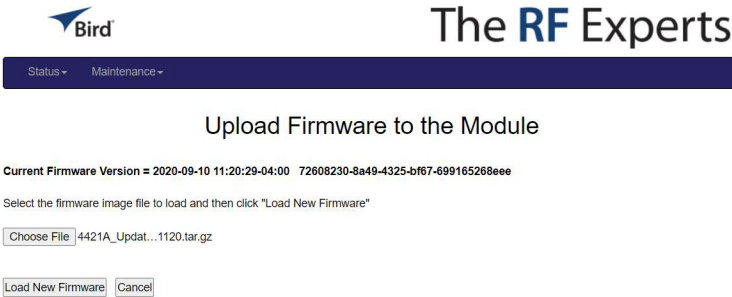 Bird
The RF Experts
Status
Maintenance
Upload Firmware to the Module
Current Firmware Version = 2020-09-10 11:20:29-04:00 72608230-8a49-4325-bf67-699165268eee
Select the firmware image file to load and then click "Load New Firmware"
Choose File 4421A_Updat…1120.tar.gz
Load New Firmware Cancel